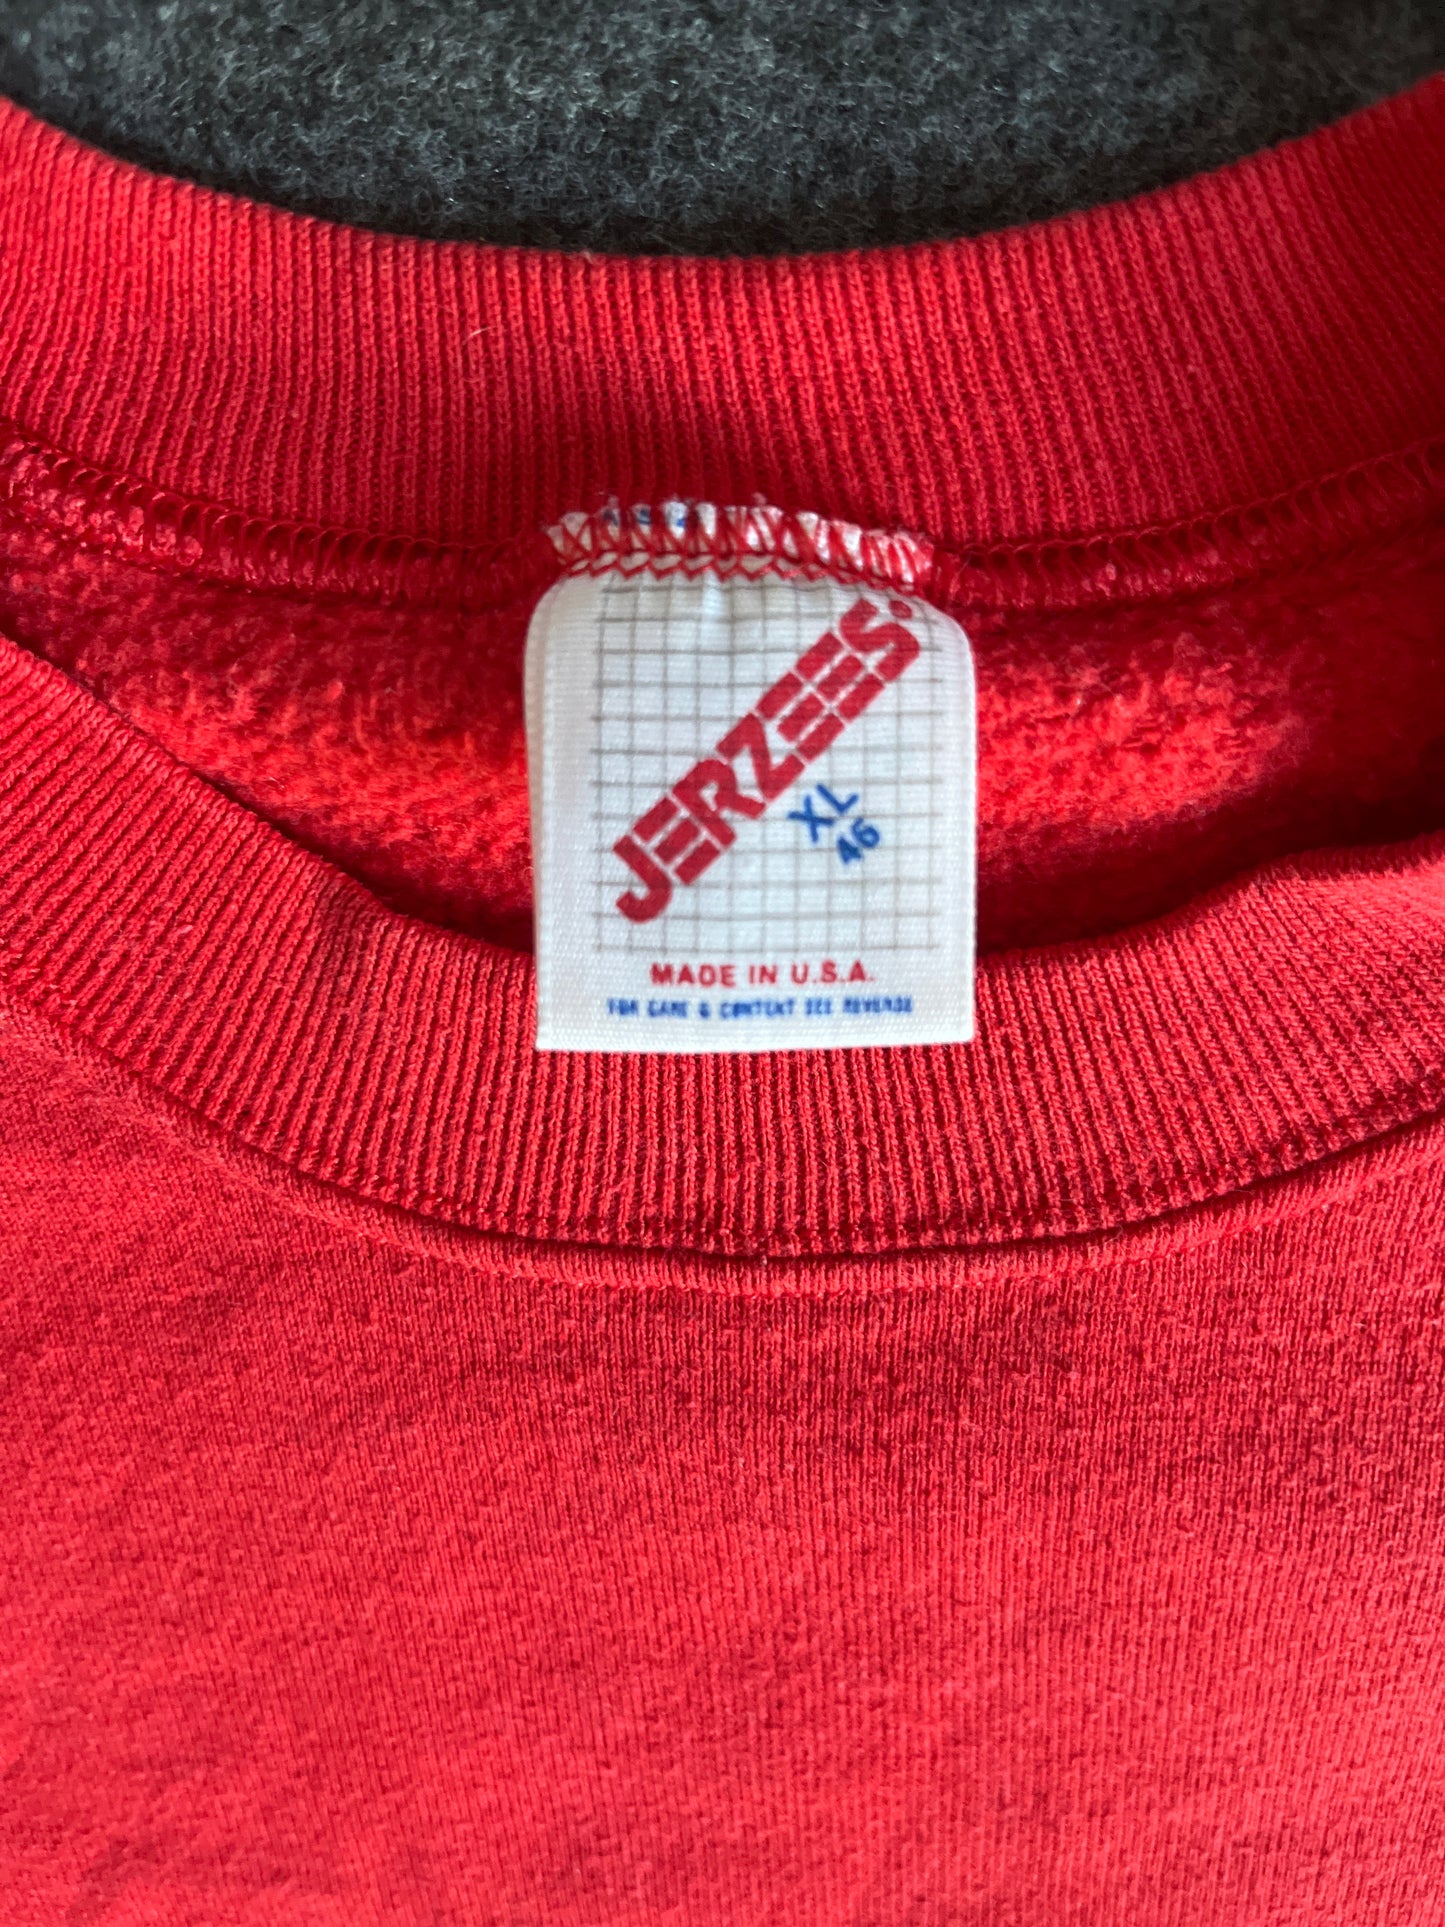 JERZEES
XL
46
MADE IN U.S.A.
FOR CARE & CONTENT SEE REVERSE